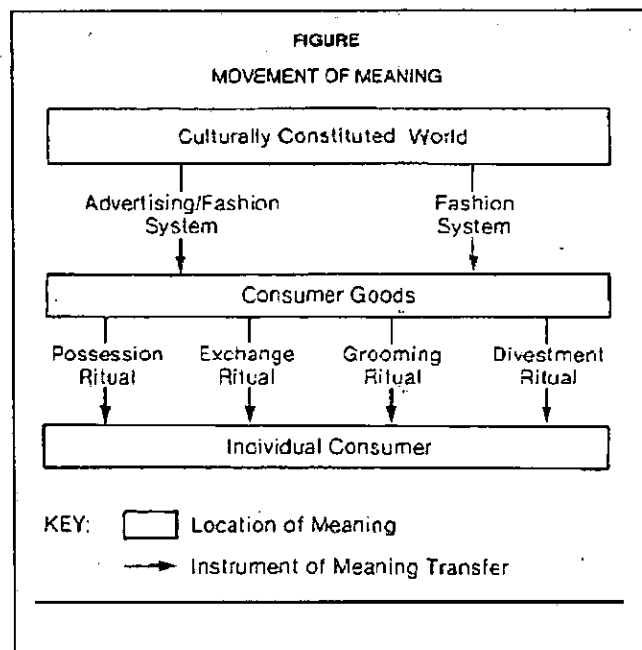 FIGURE
MOVEMENT OF MEANING
Culturally Constituted World
Advertising/Fashion System
Fashion System
Consumer Goods
Possession Ritual
Exchange Ritual
Grooming Ritual
Divestment Ritual
Individual Consumer
KEY:
Location of Meaning
Instrument of Meaning Transfer